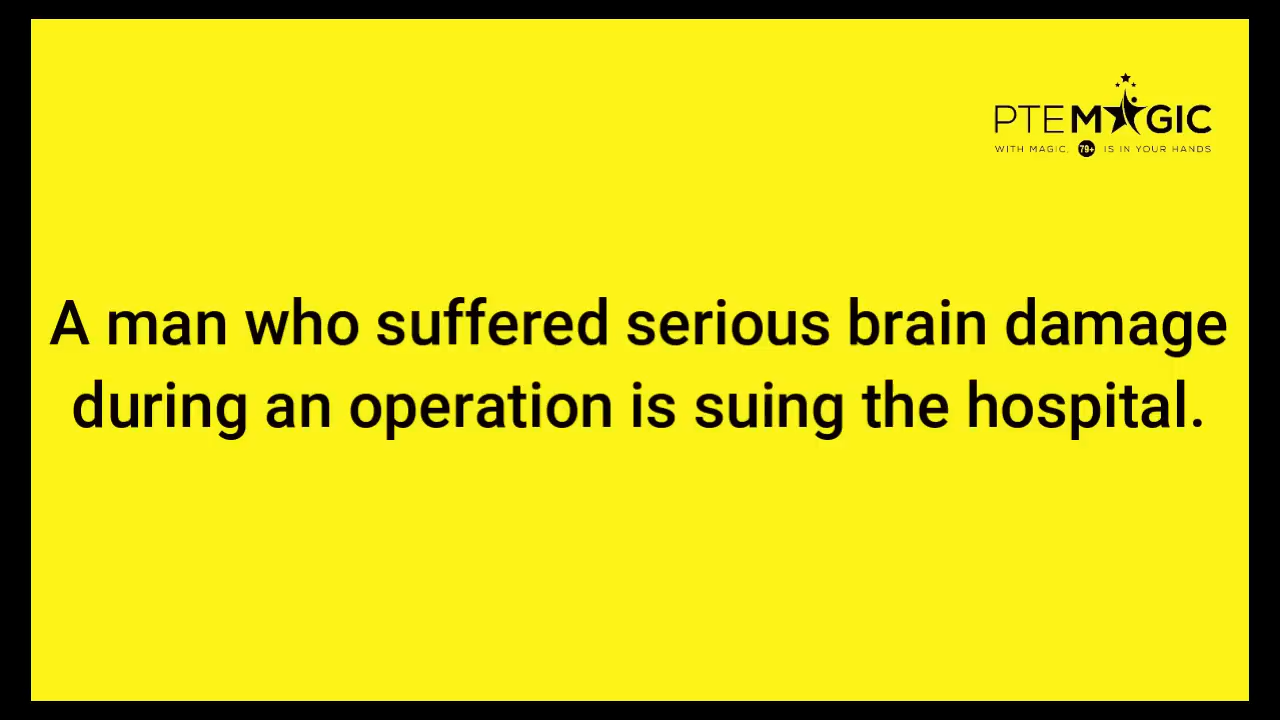 PTEMAGIC
WITH MAGIC, 79+ IS IN YOUR HANDS
A man who suffered serious brain damage
during an operation is suing the hospital.